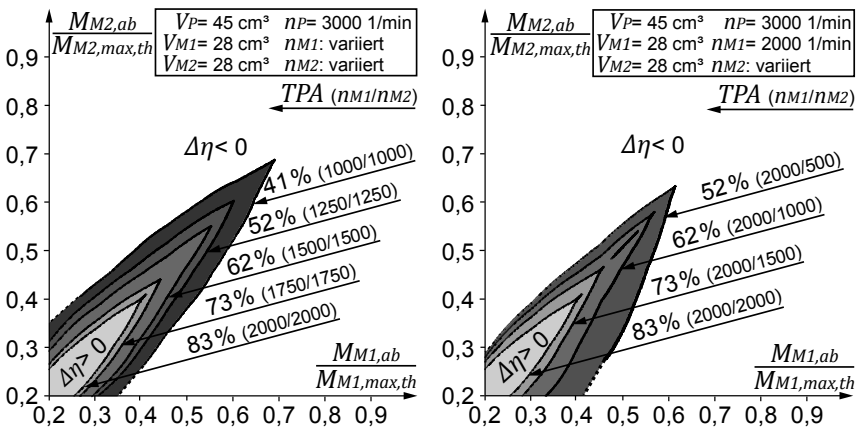 MM2,ab
MM2,max,th
VP= 45 cm³ nP= 3000 1/min
VM1= 28 cm³ nM1: variiert
VM2= 28 cm³ nM2: variiert
TPA (nM1/nM2)
Δη< 0
41% (1000/1000)
52% (1250/1250)
62% (1500/1500)
73% (1750/1750)
83% (2000/2000)
Δη> 0
MM1,ab
MM1,max,th
0,9
0,8
0,7
0,6
0,5
0,4
0,3
0,2
0,2 0,3 0,4 0,5 0,6 0,7 0,8 0,9
MM2,ab
MM2,max,th
VP= 45 cm³ nP= 3000 1/min
VM1= 28 cm³ nM1= 2000 1/min
VM2= 28 cm³ nM2: variiert
TPA (nM1/nM2)
Δη< 0
52% (2000/500)
62% (2000/1000)
73% (2000/1500)
83% (2000/2000)
Δη> 0
MM1,ab
MM1,max,th
0,9
0,8
0,7
0,6
0,5
0,4
0,3
0,2
0,2 0,3 0,4 0,5 0,6 0,7 0,8 0,9